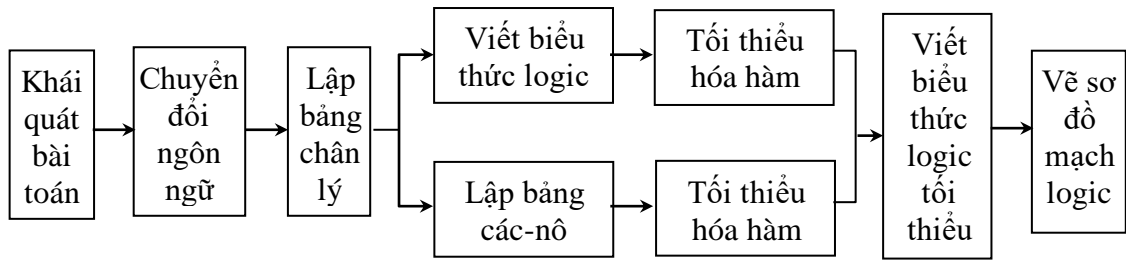 Khái
quát
bài
toán
Chuyển
đổi
ngôn
ngữ
Lập
bảng
chân
lý
Viết biểu
thức logic
Tối thiểu
hóa hàm
Lập bảng
các-nô
Tối thiểu
hóa hàm
Viết
biểu
thức
logic
tối
thiểu
Vẽ sơ
đồ
mạch
logic